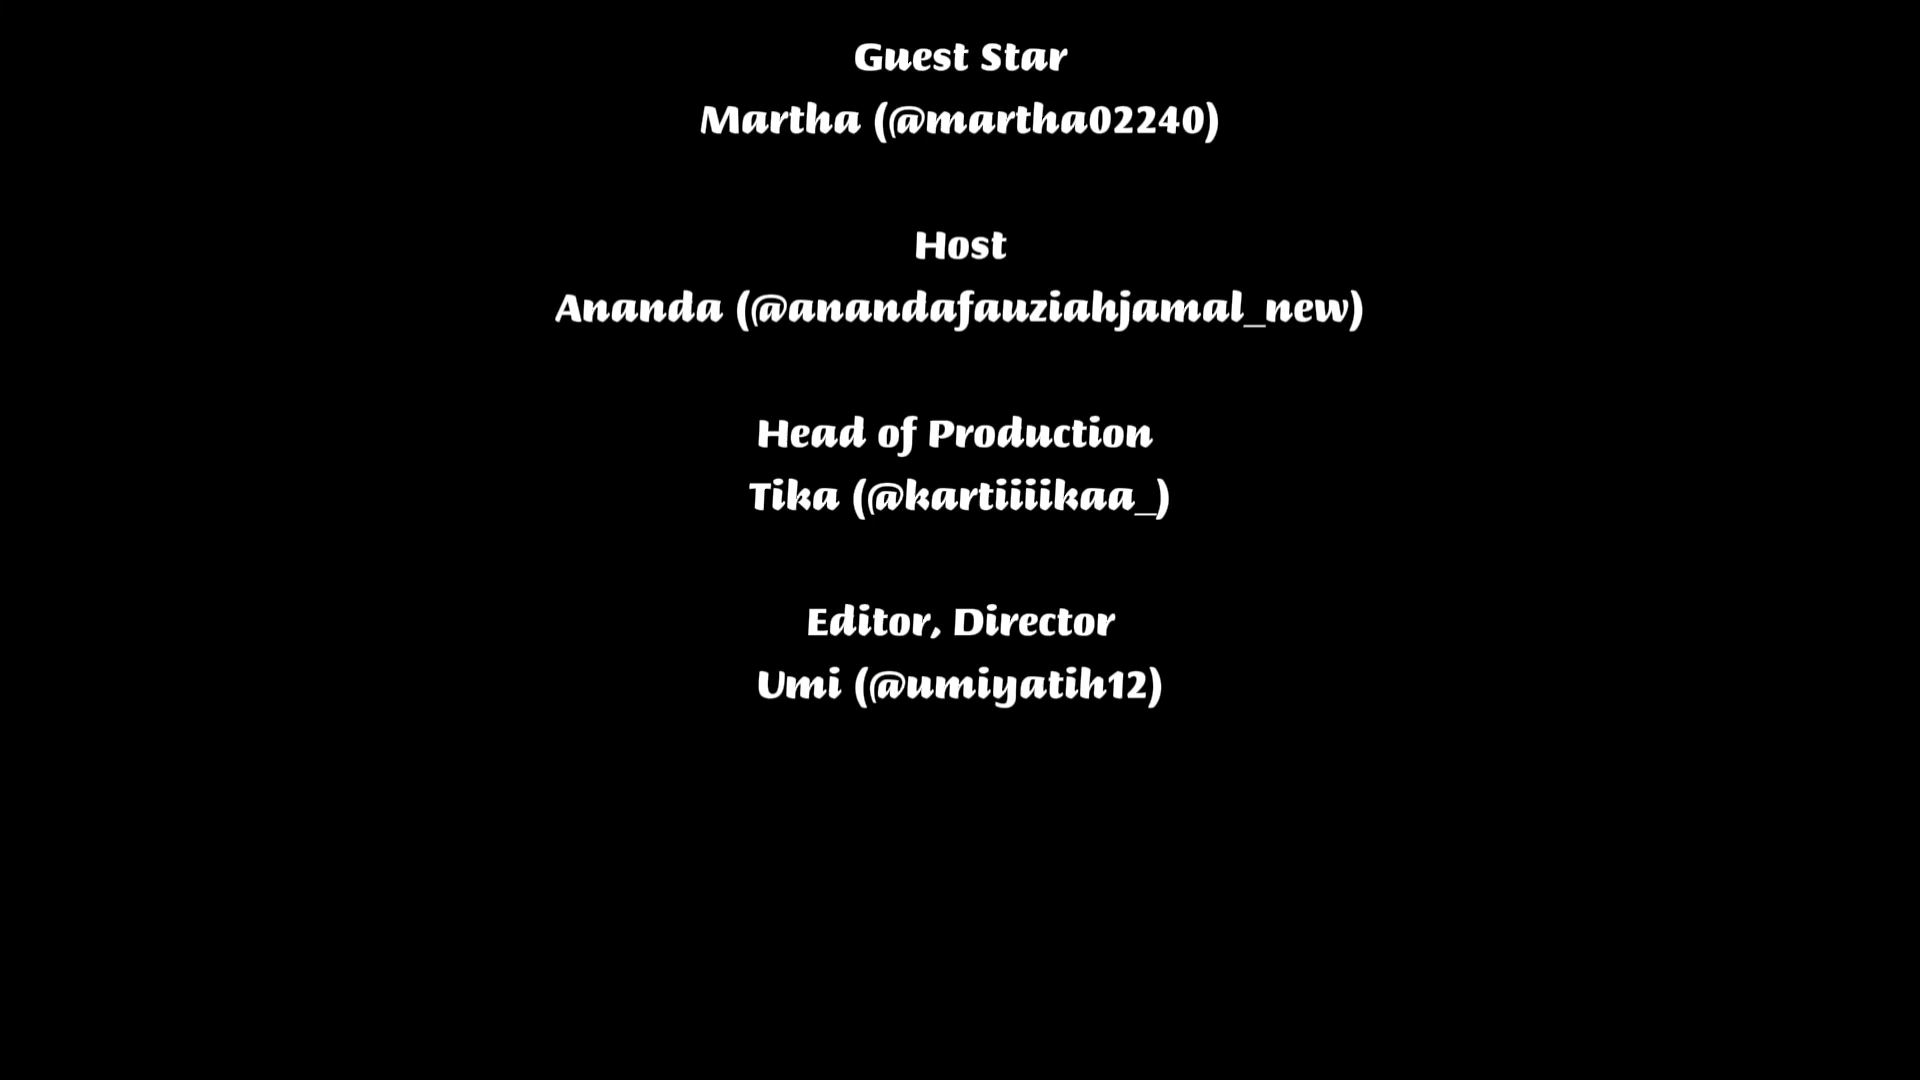 Guest Star
Martha (@martha02240)
Host
Ananda (@anandafauziahjamal_new)
Head of Production
Tika (@kartiiiikaa_)
Editor, Director
Umi (@umiyatih12)